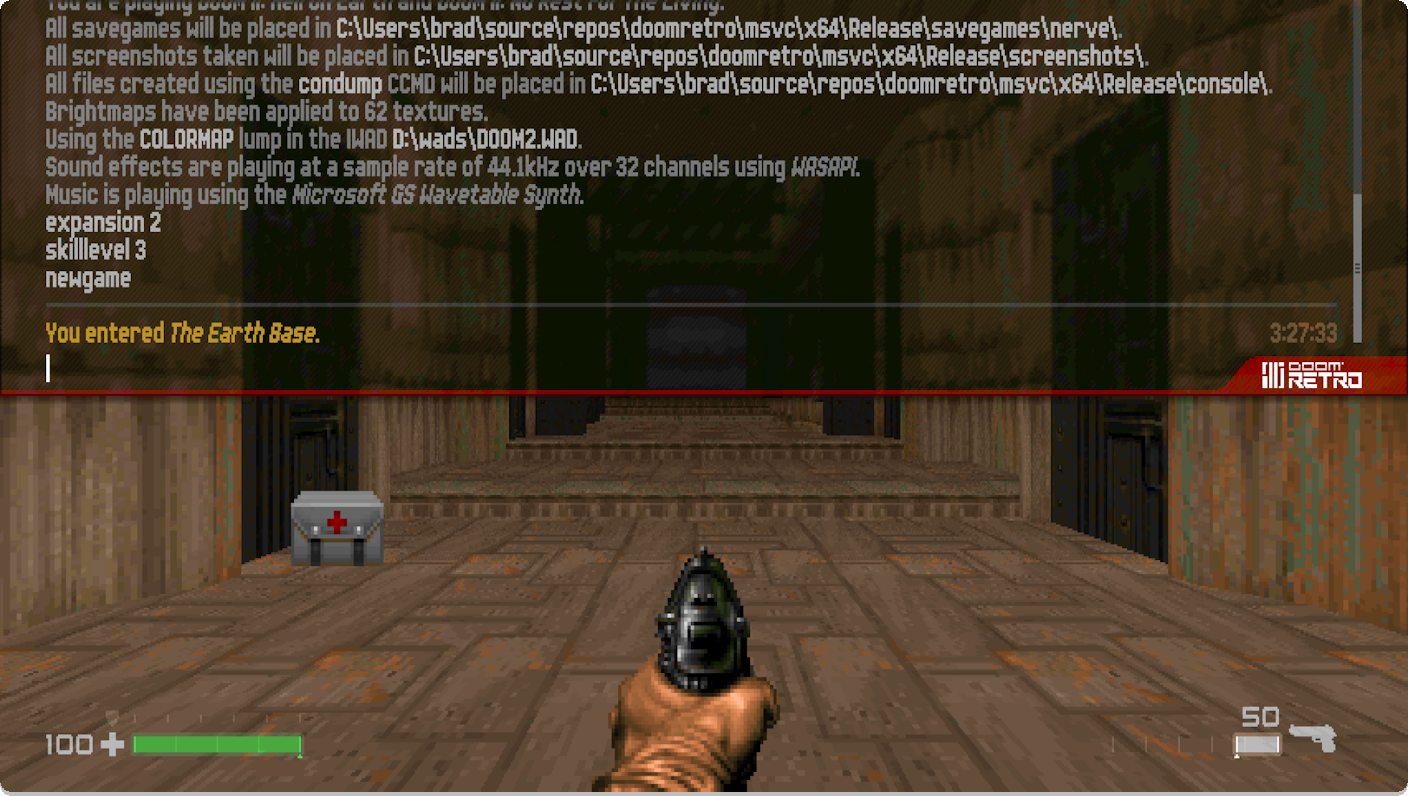 You are playing DOOM II: Hell on Earth and DOOM II: No Rest For The Living.
All savegames will be placed in C:\Users\brad\source\repos\doomretro\msvc\x64\Release\savegames\nerve\.
All screenshots taken will be placed in C:\Users\brad\source\repos\doomretro\msvc\x64\Release\screenshots\.
All files created using the condump CCMD will be placed in C:\Users\brad\source\repos\doomretro\msvc\x64\Release\console\.
Brightmaps have been applied to 62 textures.
Using the COLORMAP lump in the IWAD D:\wads\DOOM2.WAD.
Sound effects are playing at a sample rate of 44.1kHz over 32 channels using WASAPI.
Music is playing using the Microsoft GS Wavetable Synth.
expansion 2
skilllevel 3
newgame
You entered The Earth Base. 3:27:33
DOOM
RETRO
50
100